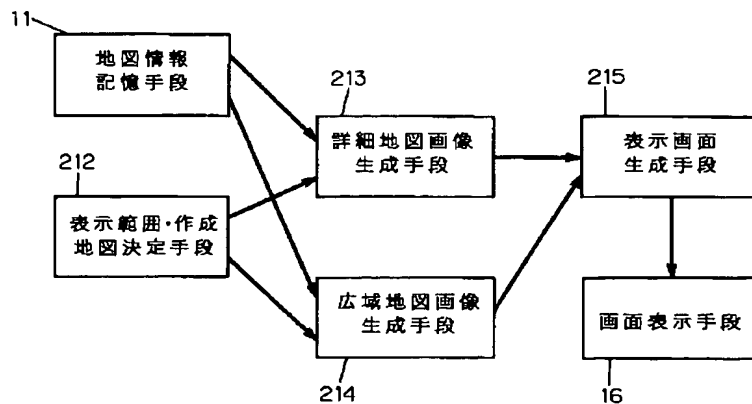 11
地図情報
記憶手段
212
表示範囲・作成
地図決定手段
213
詳細地図画像
生成手段
広域地図画像
生成手段
214
215
表示画面
生成手段
画面表示手段
16